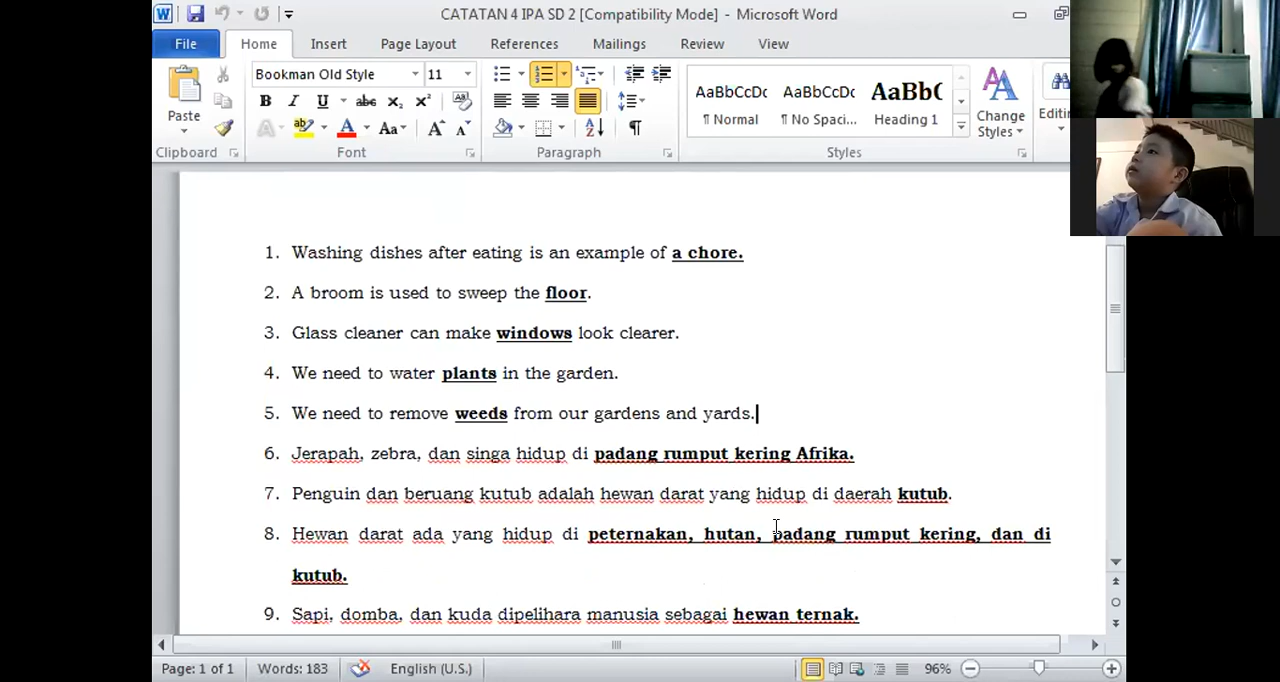 CATATAN 4 IPA SD 2 [Compatibility Mode] - Microsoft Word
File Home Insert Page Layout References Mailings Review View
Bookman Old Style 11
Paste
B I U abc X₂ X²
A ab A Aa A A
AaBbCcDc AaBbCcDc AaBbC
¶ Normal ¶ No Spaci... Heading 1
Change Styles
Editin
Clipboard Font Paragraph Styles
1. Washing dishes after eating is an example of a chore.
2. A broom is used to sweep the floor.
3. Glass cleaner can make windows look clearer.
4. We need to water plants in the garden.
5. We need to remove weeds from our gardens and yards.
6. Jerapah, zebra, dan singa hidup di padang rumput kering Afrika.
7. Penguin dan beruang kutub adalah hewan darat yang hidup di daerah kutub.
8. Hewan darat ada yang hidup di peternakan, hutan, padang rumput kering, dan di
kutub.
9. Sapi, domba, dan kuda dipelihara manusia sebagai hewan ternak.
Page: 1 of 1 Words: 183 English (U.S.) 96%